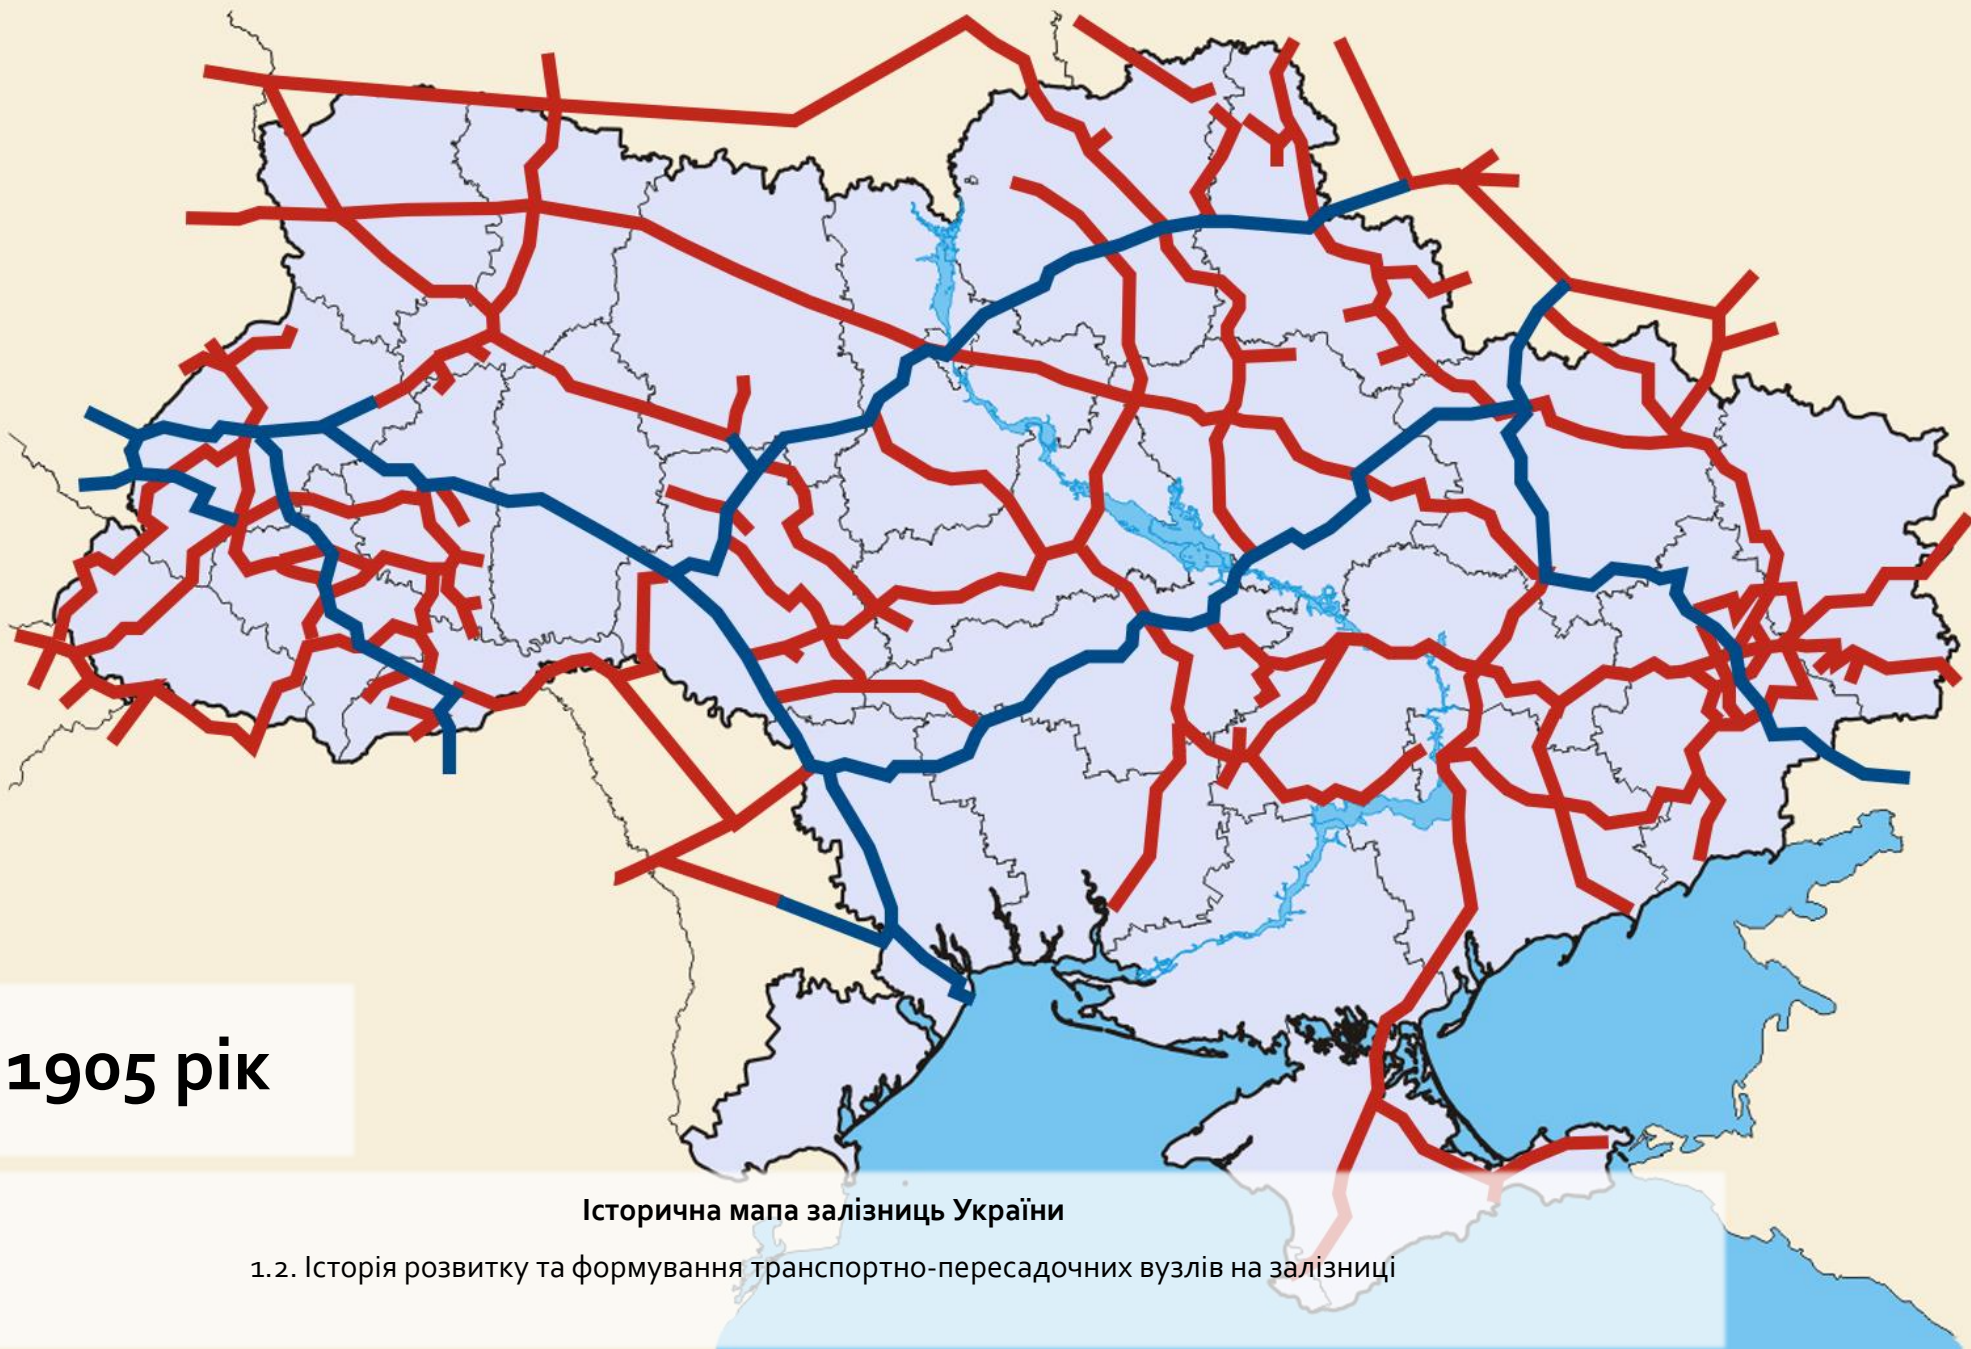 1905 рік
Історична мапа залізниць України
1.2. Історія розвитку та формування транспортно-пересадочних вузлів на залізниці